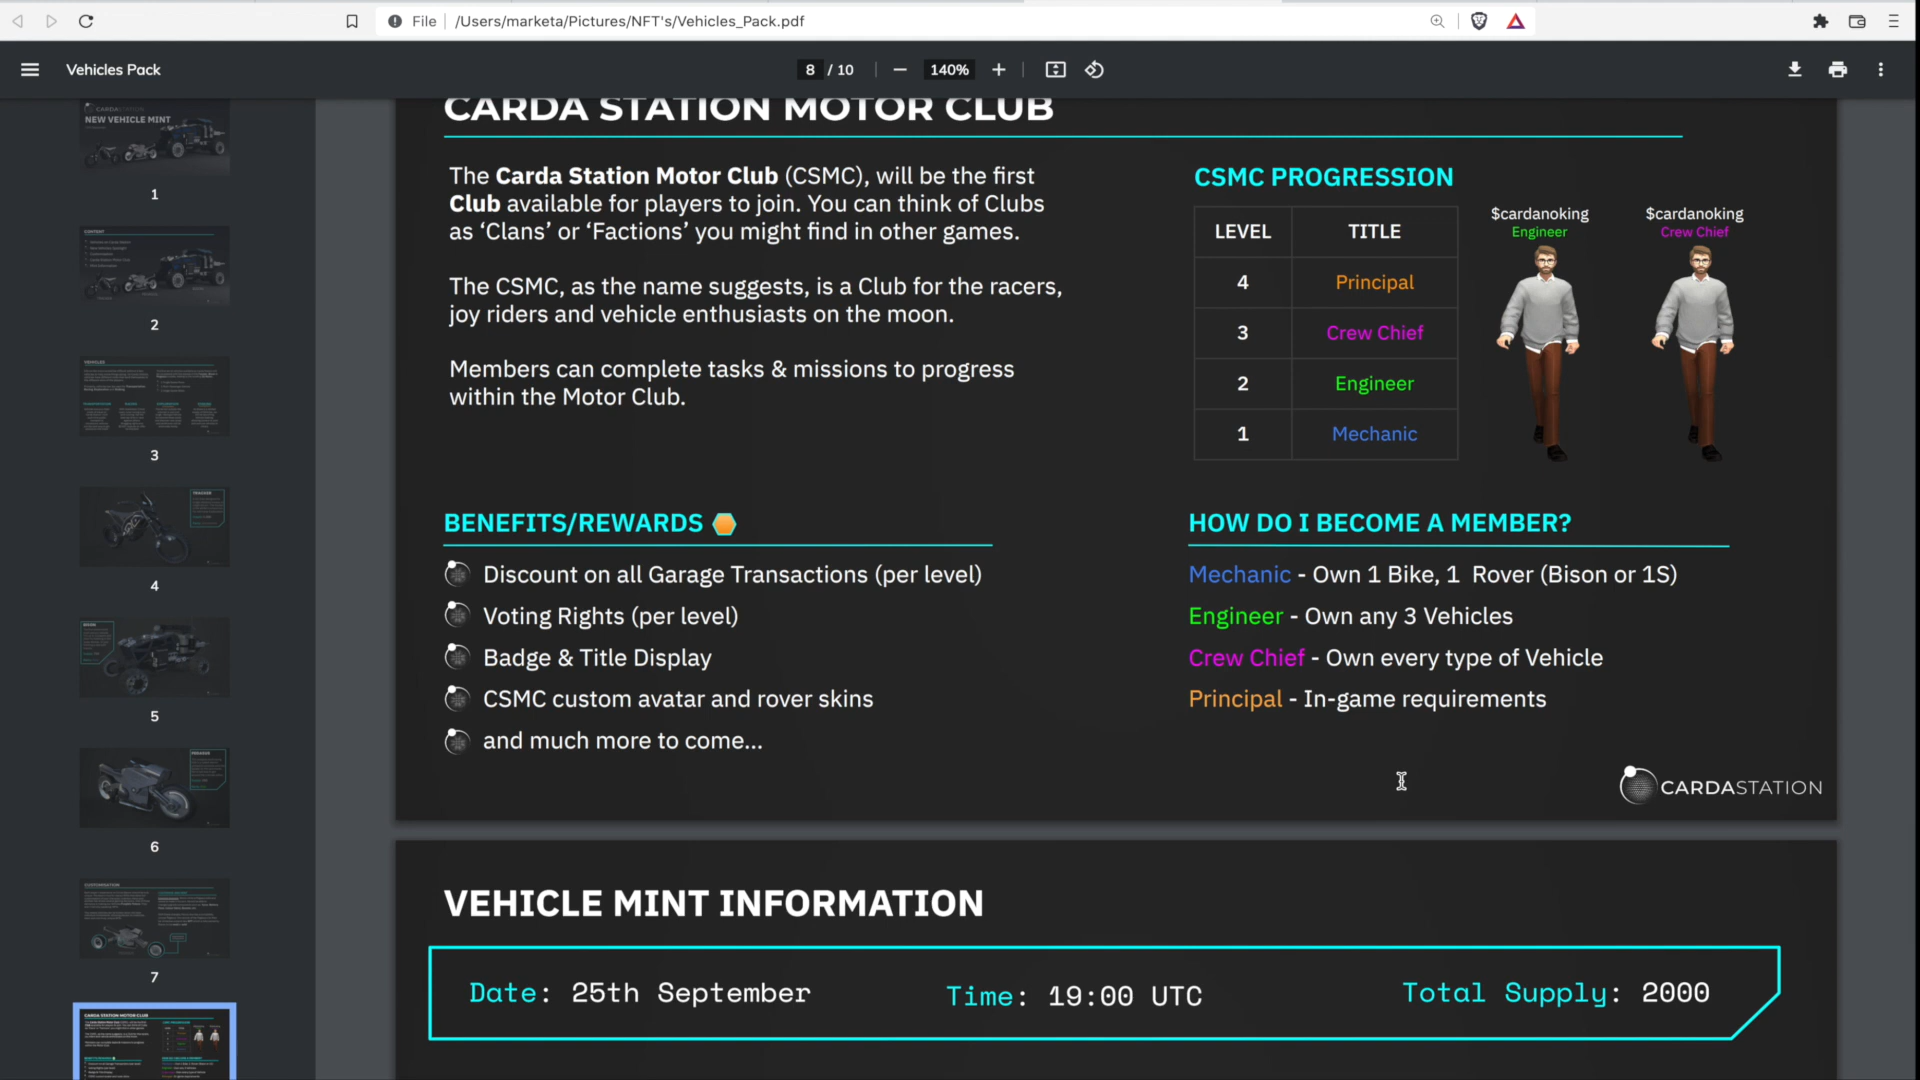 File
/Users/marketa/Pictures/NFT's/Vehicles_Pack.pdf
Vehicles Pack
8 / 10
140%
CARDASTATION
NEW VEHICLE MINT
1
CONTENT
2
VEHICLES
3
4
5
6
CUSTOMISATION
7
CARDA STATION MOTOR CLUB
CARDA STATION MOTOR CLUB
The Carda Station Motor Club (CSMC), will be the first
Club available for players to join. You can think of Clubs
as ‘Clans’ or ‘Factions’ you might find in other games.
The CSMC, as the name suggests, is a Club for the racers,
joy riders and vehicle enthusiasts on the moon.
Members can complete tasks & missions to progress
within the Motor Club.
CSMC PROGRESSION
LEVEL TITLE
4 Principal
3 Crew Chief
2 Engineer
1 Mechanic
$cardanoking
Engineer
$cardanoking
Crew Chief
BENEFITS/REWARDS
Discount on all Garage Transactions (per level)
Voting Rights (per level)
Badge & Title Display
CSMC custom avatar and rover skins
and much more to come...
HOW DO I BECOME A MEMBER?
Mechanic - Own 1 Bike, 1 Rover (Bison or 1S)
Engineer - Own any 3 Vehicles
Crew Chief - Own every type of Vehicle
Principal - In-game requirements
CARDASTATION
VEHICLE MINT INFORMATION
Date: 25th September
Time: 19:00 UTC
Total Supply: 2000